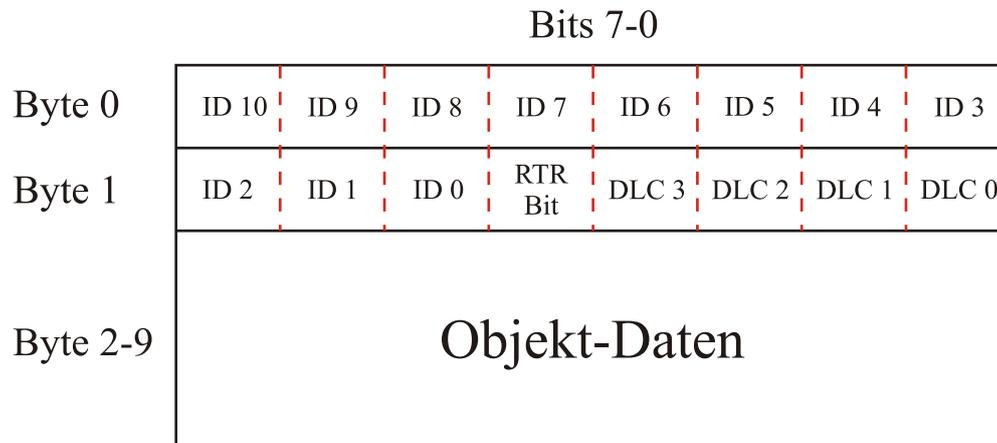 Bits 7-0
Byte 0 ID 10 ID 9 ID 8 ID 7 ID 6 ID 5 ID 4 ID 3
Byte 1 ID 2 ID 1 ID 0 RTR Bit DLC 3 DLC 2 DLC 1 DLC 0
Byte 2-9 Objekt-Daten